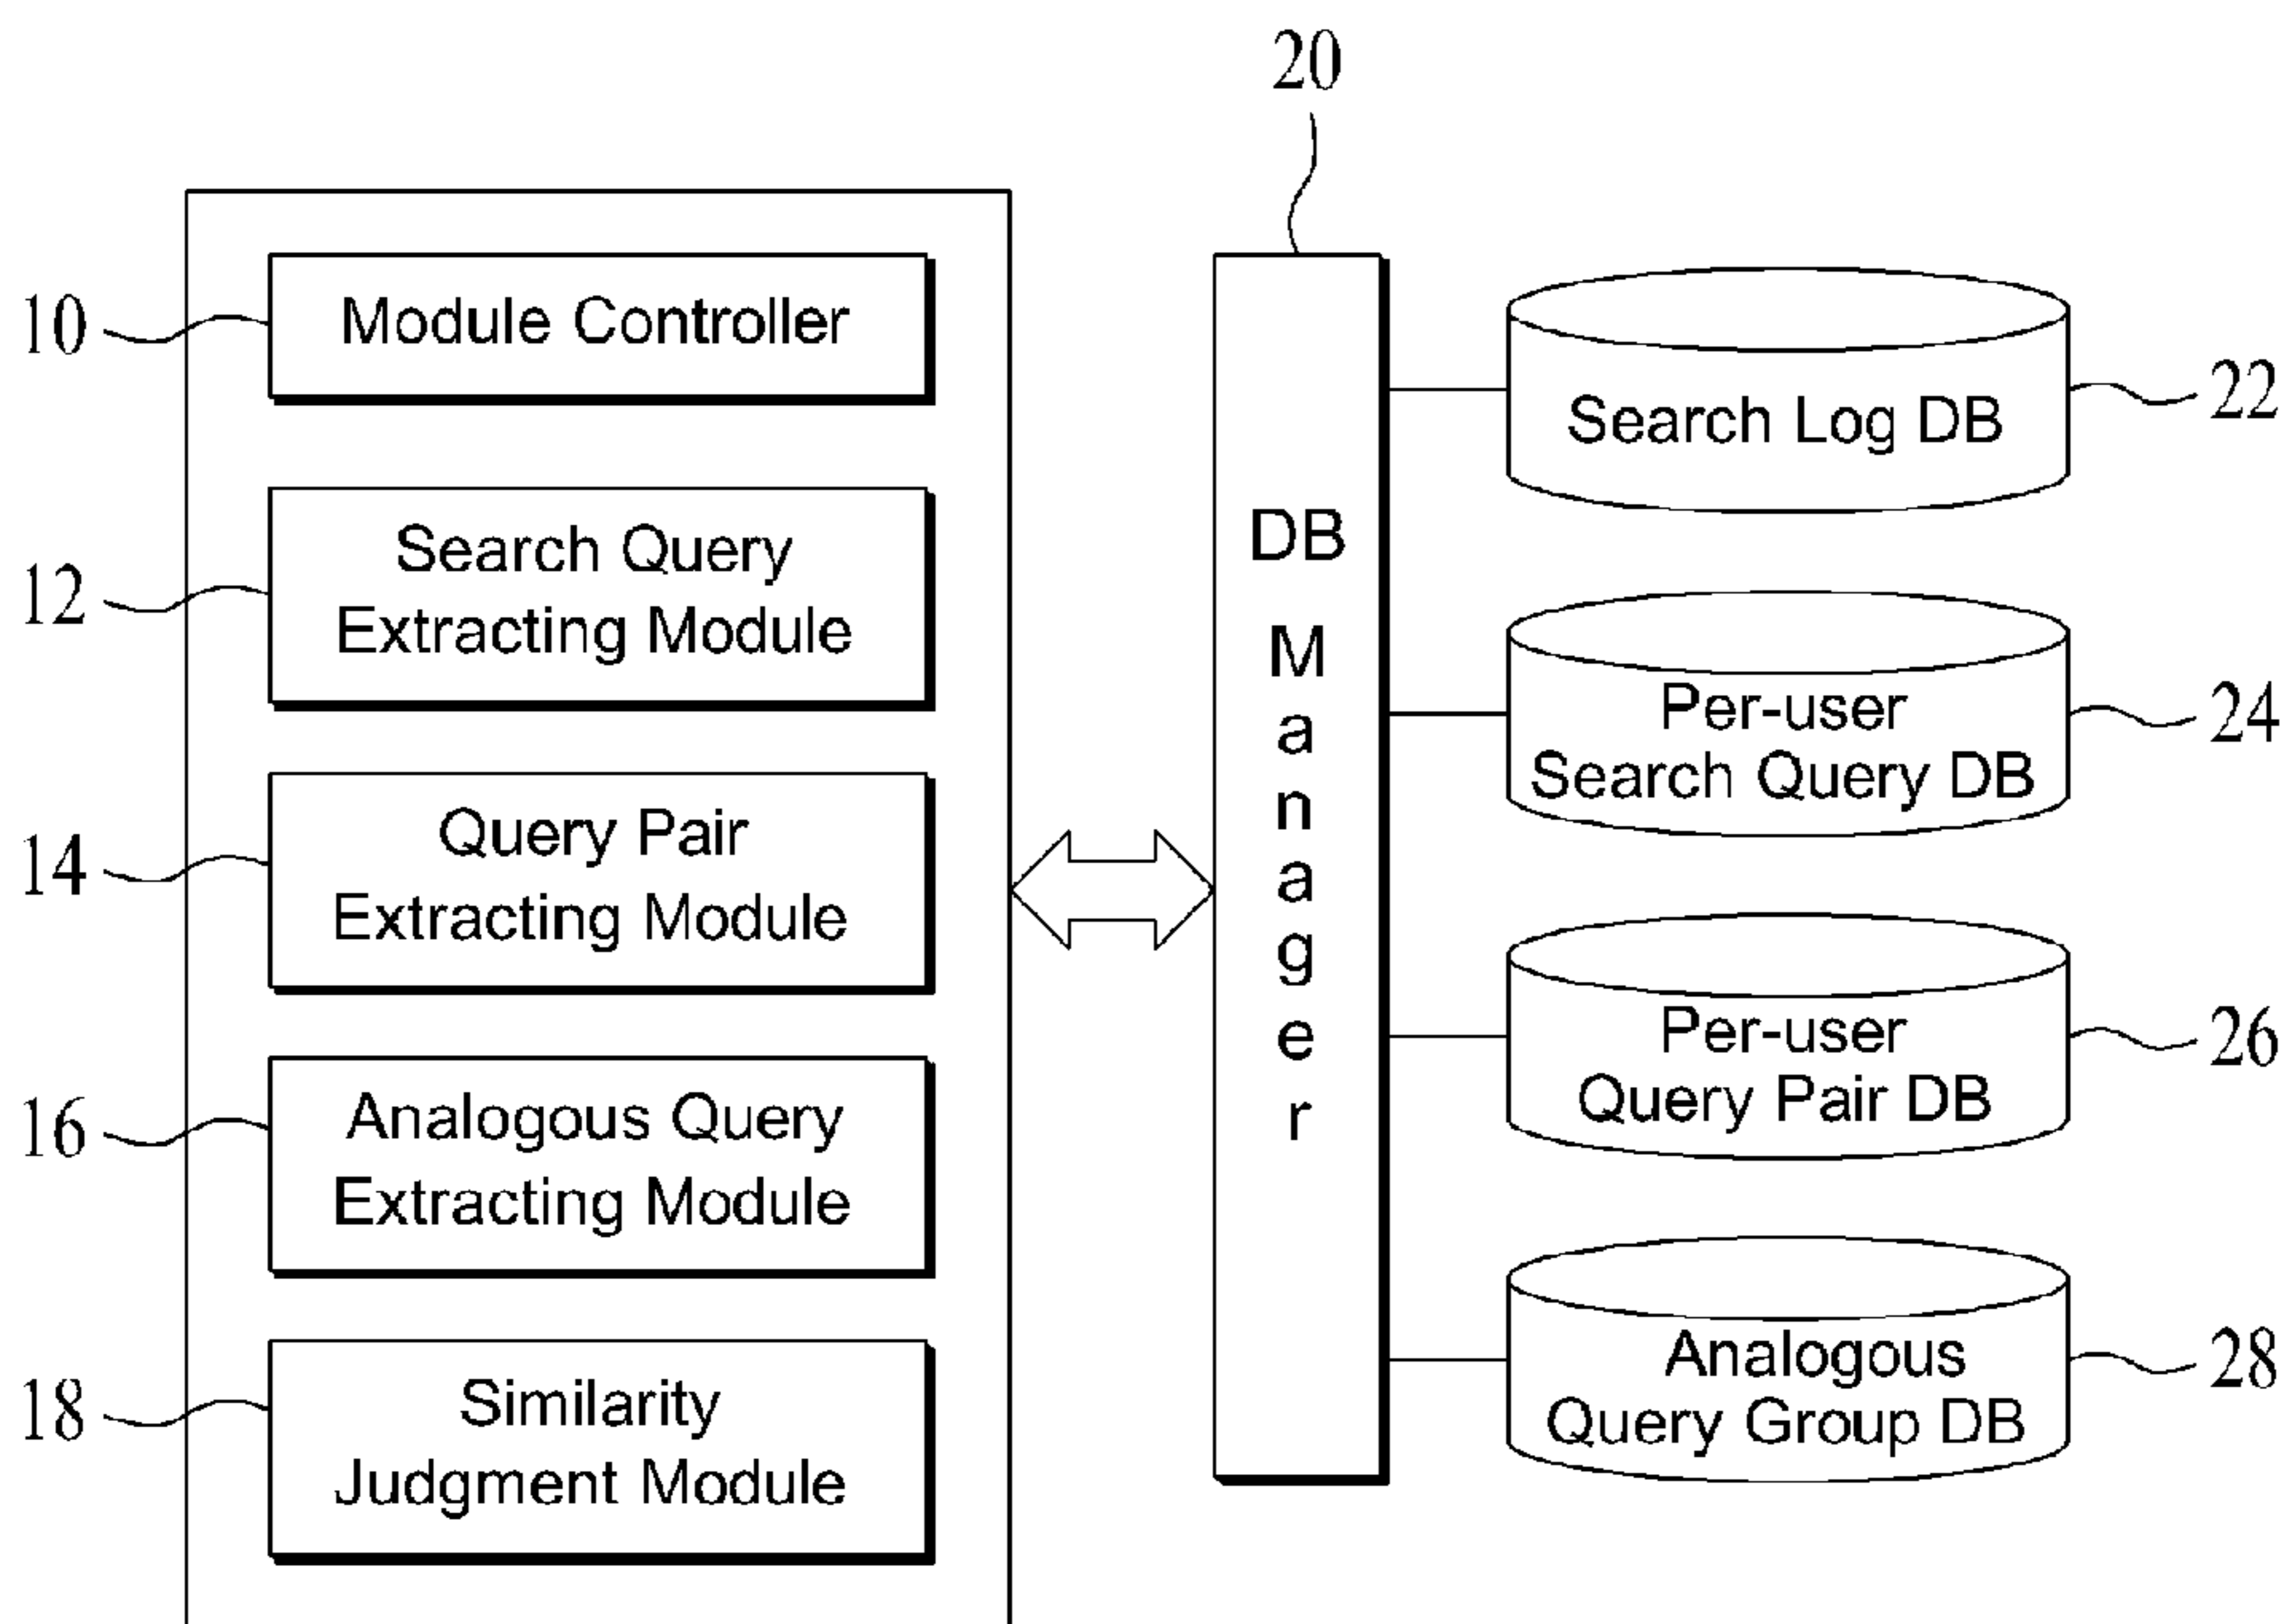 20
10
Module Controller
12
Search Query
Extracting Module
14
Query Pair
Extracting Module
16
Analogous Query
Extracting Module
18
Similarity
Judgment Module
DB
Manager
Search Log DB
22
Per-user
Search Query DB
24
Per-user
Query Pair DB
26
Analogous
Query Group DB
28